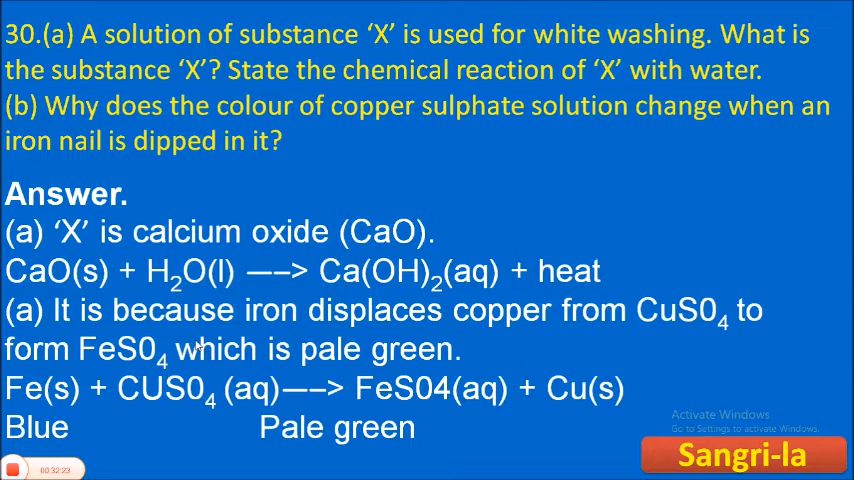 30.(a) A solution of substance ‘X’ is used for white washing. What is
the substance ‘X’? State the chemical reaction of ‘X’ with water.
(b) Why does the colour of copper sulphate solution change when an
iron nail is dipped in it?
Answer.
(a) ‘X’ is calcium oxide (CaO).
CaO(s) + H₂O(l) —–> Ca(OH)₂(aq) + heat
(a) It is because iron displaces copper from CuS0₄ to
form FeS0₄ which is pale green.
Fe(s) + CUS0₄ (aq)—–> FeS04(aq) + Cu(s)
Blue Pale green
Activate Windows
Go to Settings to activate Windows.
Sangri-la
00:32:23